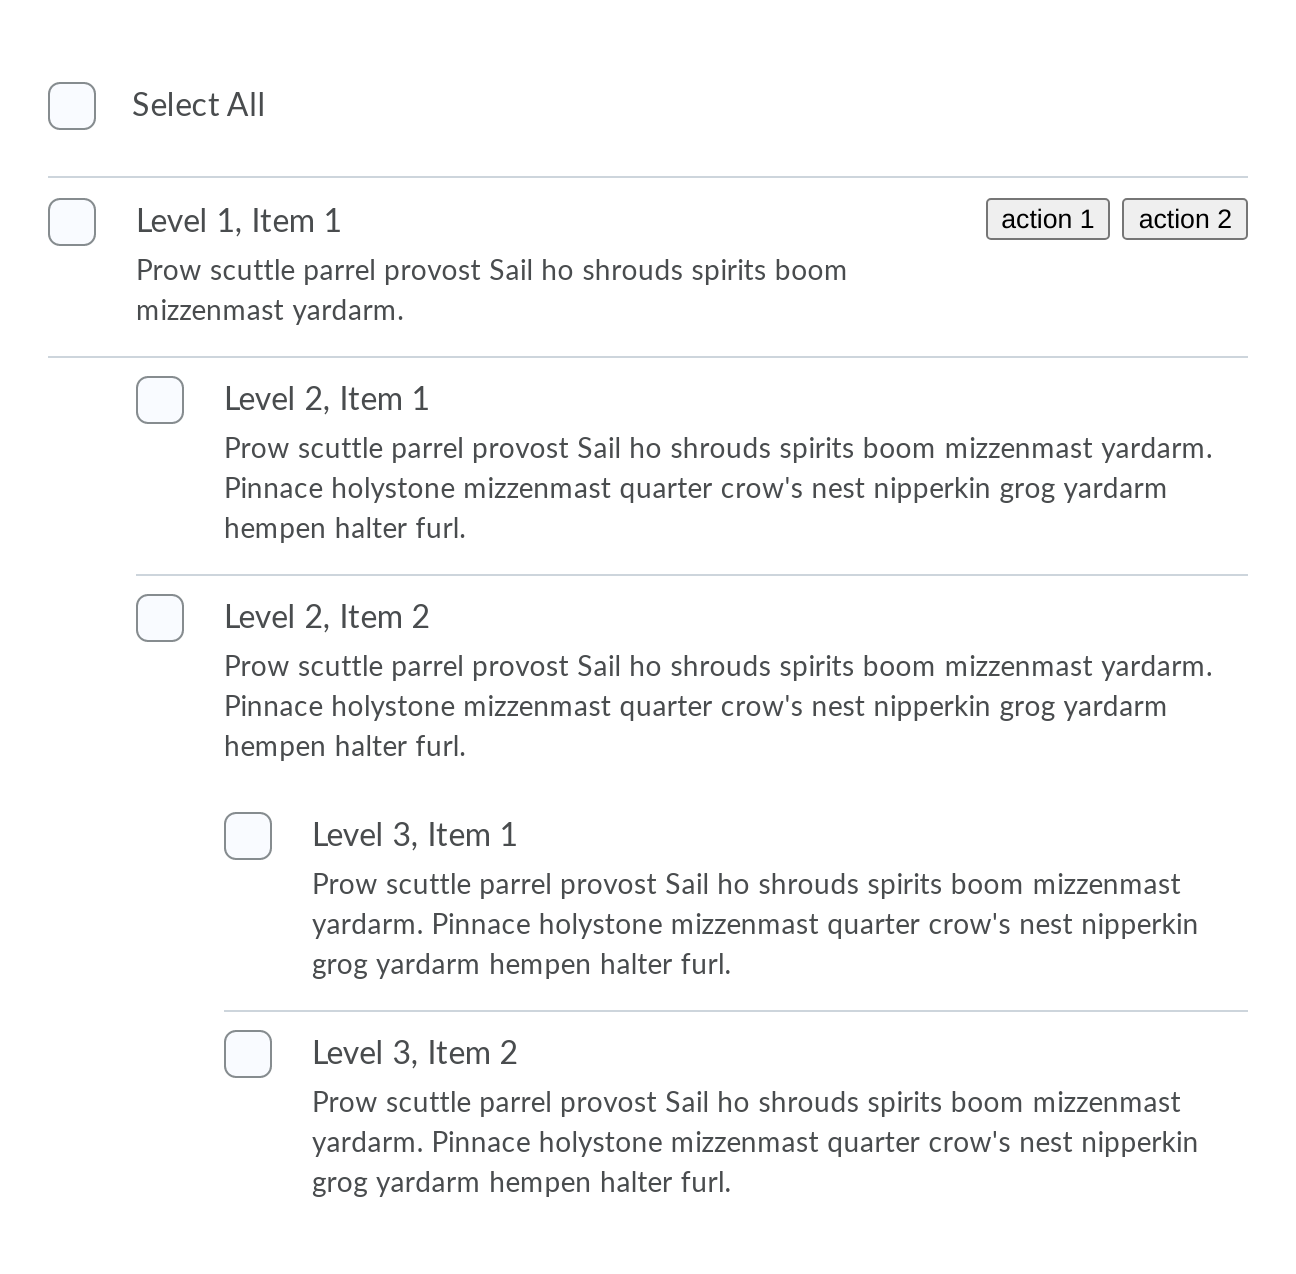 Select All
Level 1, Item 1
action 1 action 2
Prow scuttle parrel provost Sail ho shrouds spirits boom
mizzenmast yardarm.
Level 2, Item 1
Prow scuttle parrel provost Sail ho shrouds spirits boom mizzenmast yardarm.
Pinnace holystone mizzenmast quarter crow's nest nipperkin grog yardarm
hempen halter furl.
Level 2, Item 2
Prow scuttle parrel provost Sail ho shrouds spirits boom mizzenmast yardarm.
Pinnace holystone mizzenmast quarter crow's nest nipperkin grog yardarm
hempen halter furl.
Level 3, Item 1
Prow scuttle parrel provost Sail ho shrouds spirits boom mizzenmast
yardarm. Pinnace holystone mizzenmast quarter crow's nest nipperkin
grog yardarm hempen halter furl.
Level 3, Item 2
Prow scuttle parrel provost Sail ho shrouds spirits boom mizzenmast
yardarm. Pinnace holystone mizzenmast quarter crow's nest nipperkin
grog yardarm hempen halter furl.